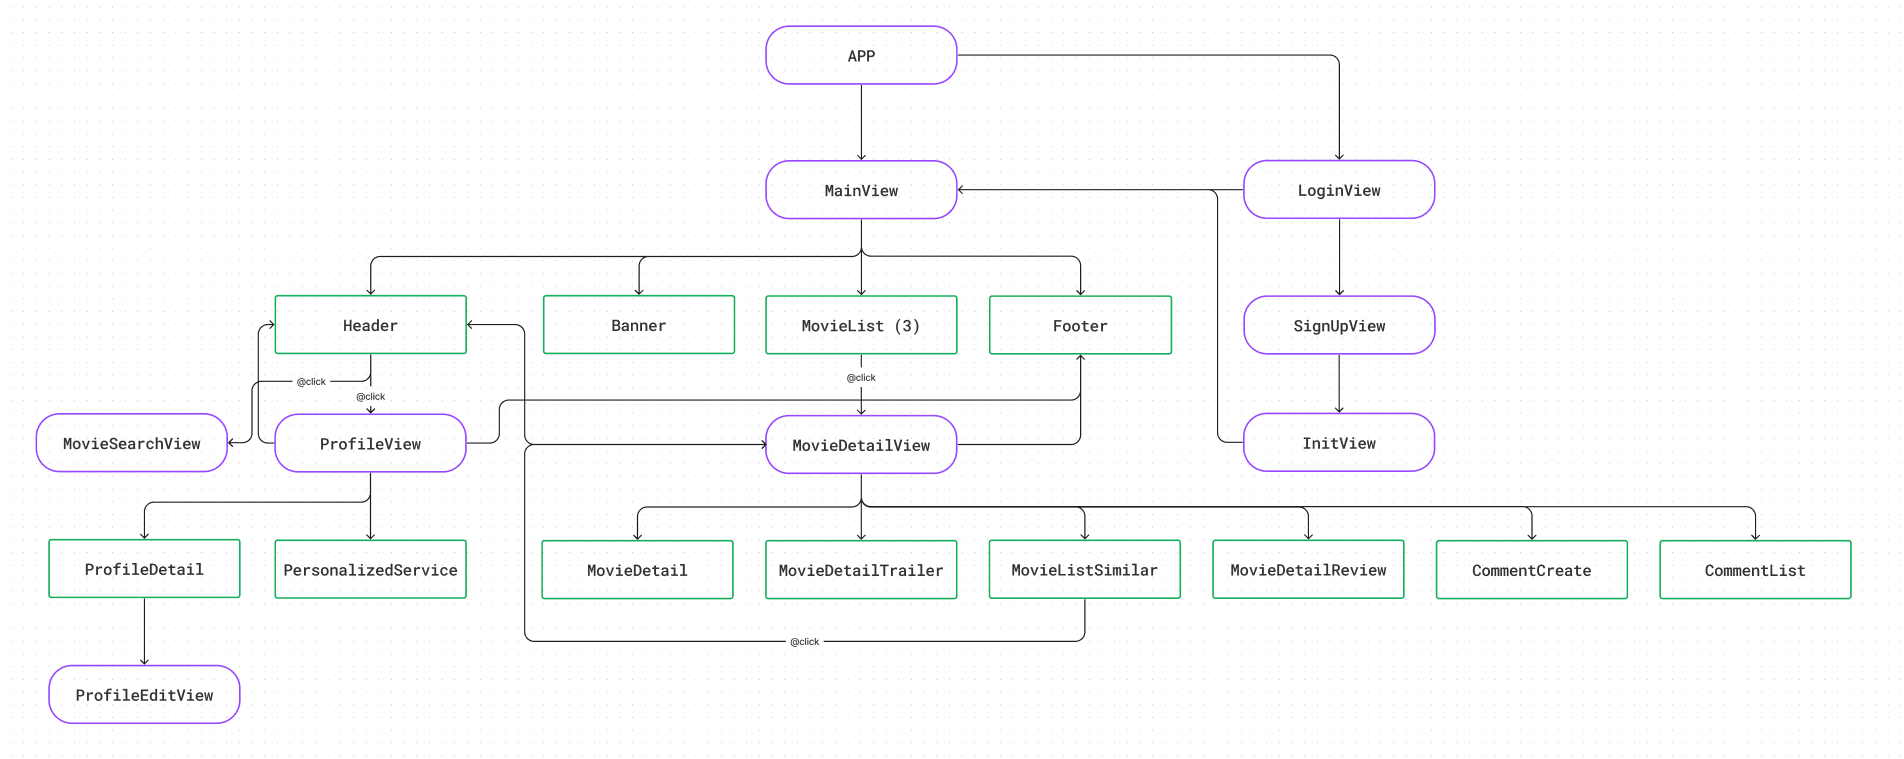 APP
MainView
LoginView
Header
Banner
MovieList (3)
Footer
SignUpView
@click
@click
@click
MovieSearchView
ProfileView
MovieDetailView
InitView
ProfileDetail
PersonalizedService
MovieDetail
MovieDetailTrailer
MovieListSimilar
MovieDetailReview
CommentCreate
CommentList
@click
ProfileEditView